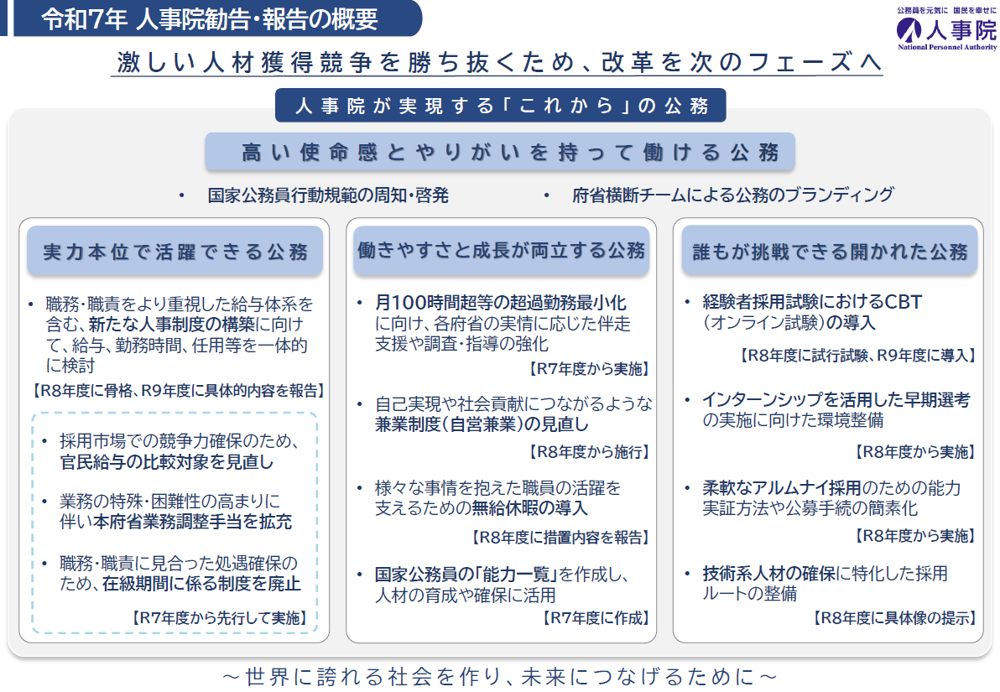 令和7年 人事院勧告・報告の概要
公務員を元気に 国民を幸せに
人事院
National Personnel Authority
激しい人材獲得競争を勝ち抜くため、改革を次のフェーズへ
人事院が実現する「これから」の公務
高い使命感とやりがいを持って働ける公務
・ 国家公務員行動規範の周知・啓発
・ 府省横断チームによる公務のブランディング
実力本位で活躍できる公務
・ 職務・職責をより重視した給与体系を
含む、新たな人事制度の構築に向け
て、給与、勤務時間、任用等を一体的
に検討
【R8年度に骨格、R9年度に具体的内容を報告】
・ 採用市場での競争力確保のため、
官民給与の比較対象を見直し
・ 業務の特殊・困難性の高まりに
伴い本府省業務調整手当を拡充
・ 職務・職責に見合った処遇確保の
ため、在級期間に係る制度を廃止
【R7年度から先行して実施】
働きやすさと成長が両立する公務
・ 月100時間超等の超過勤務最小化
に向け、各府省の実情に応じた伴走
支援や調査・指導の強化
【R7年度から実施】
・ 自己実現や社会貢献につながるような
兼業制度(自営兼業)の見直し
【R8年度から施行】
・ 様々な事情を抱えた職員の活躍を
支えるための無給休暇の導入
【R8年度に措置内容を報告】
・ 国家公務員の「能力一覧」を作成し、
人材の育成や確保に活用
【R7年度に作成】
誰もが挑戦できる開かれた公務
・ 経験者採用試験におけるCBT
(オンライン試験)の導入
【R8年度に試行試験、R9年度に導入】
・ インターンシップを活用した早期選考
の実施に向けた環境整備
【R8年度から実施】
・ 柔軟なアルムナイ採用のための能力
実証方法や公募手続の簡素化
【R8年度から実施】
・ 技術系人材の確保に特化した採用
ルートの整備
【R8年度に具体像の提示】
～世界に誇れる社会を作り、未来につなげるために～